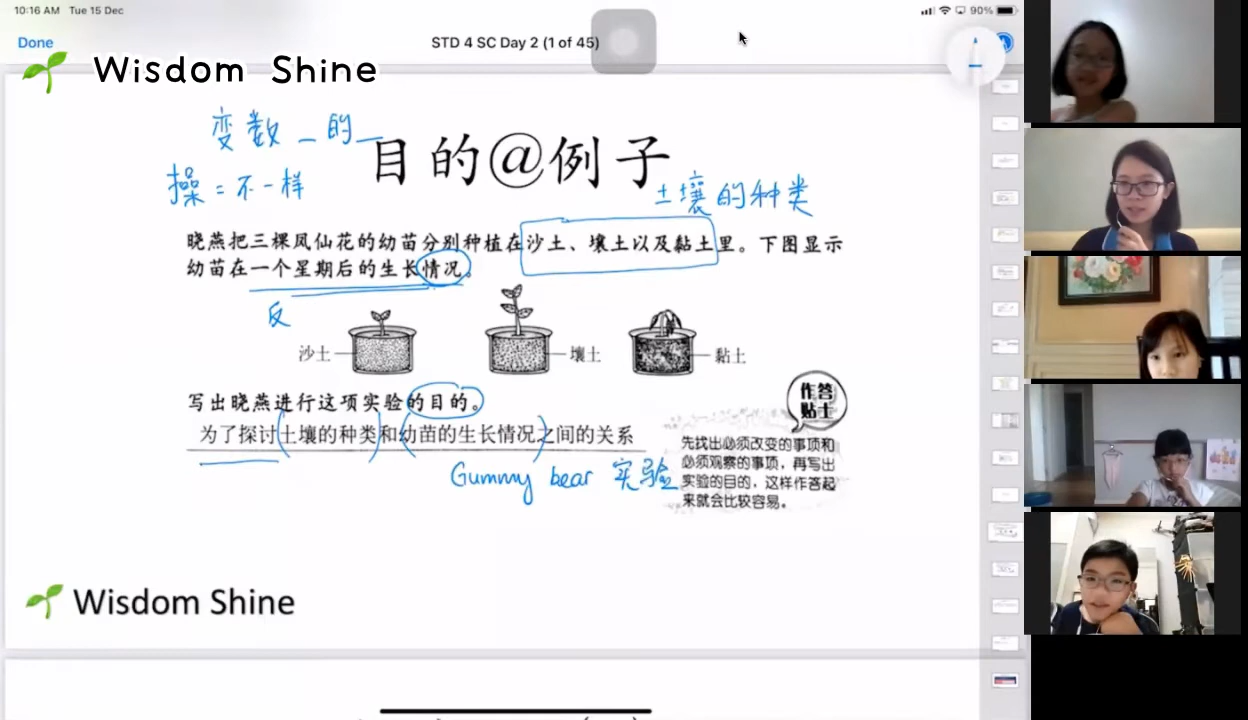 10:16 AM Tue 15 Dec
90%
Done
STD 4 SC Day 2 (1 of 45)
Wisdom Shine
变数_的_
目的@例子
操 = 不一样
土壤的种类
晓燕把三棵凤仙花的幼苗分别种植在沙土、壤土以及黏土里。下图显示
幼苗在一个星期后的生长情况。
反
沙土
壤土
黏土
写出晓燕进行这项实验的目的。
为了探讨(土壤的种类)和(幼苗的生长情况)之间的关系
Gummy bear 实验
作答
贴士
先找出必须改变的事项和
必须观察的事项，再写出
实验的目的，这样作答起
来就会比较容易。
Wisdom Shine